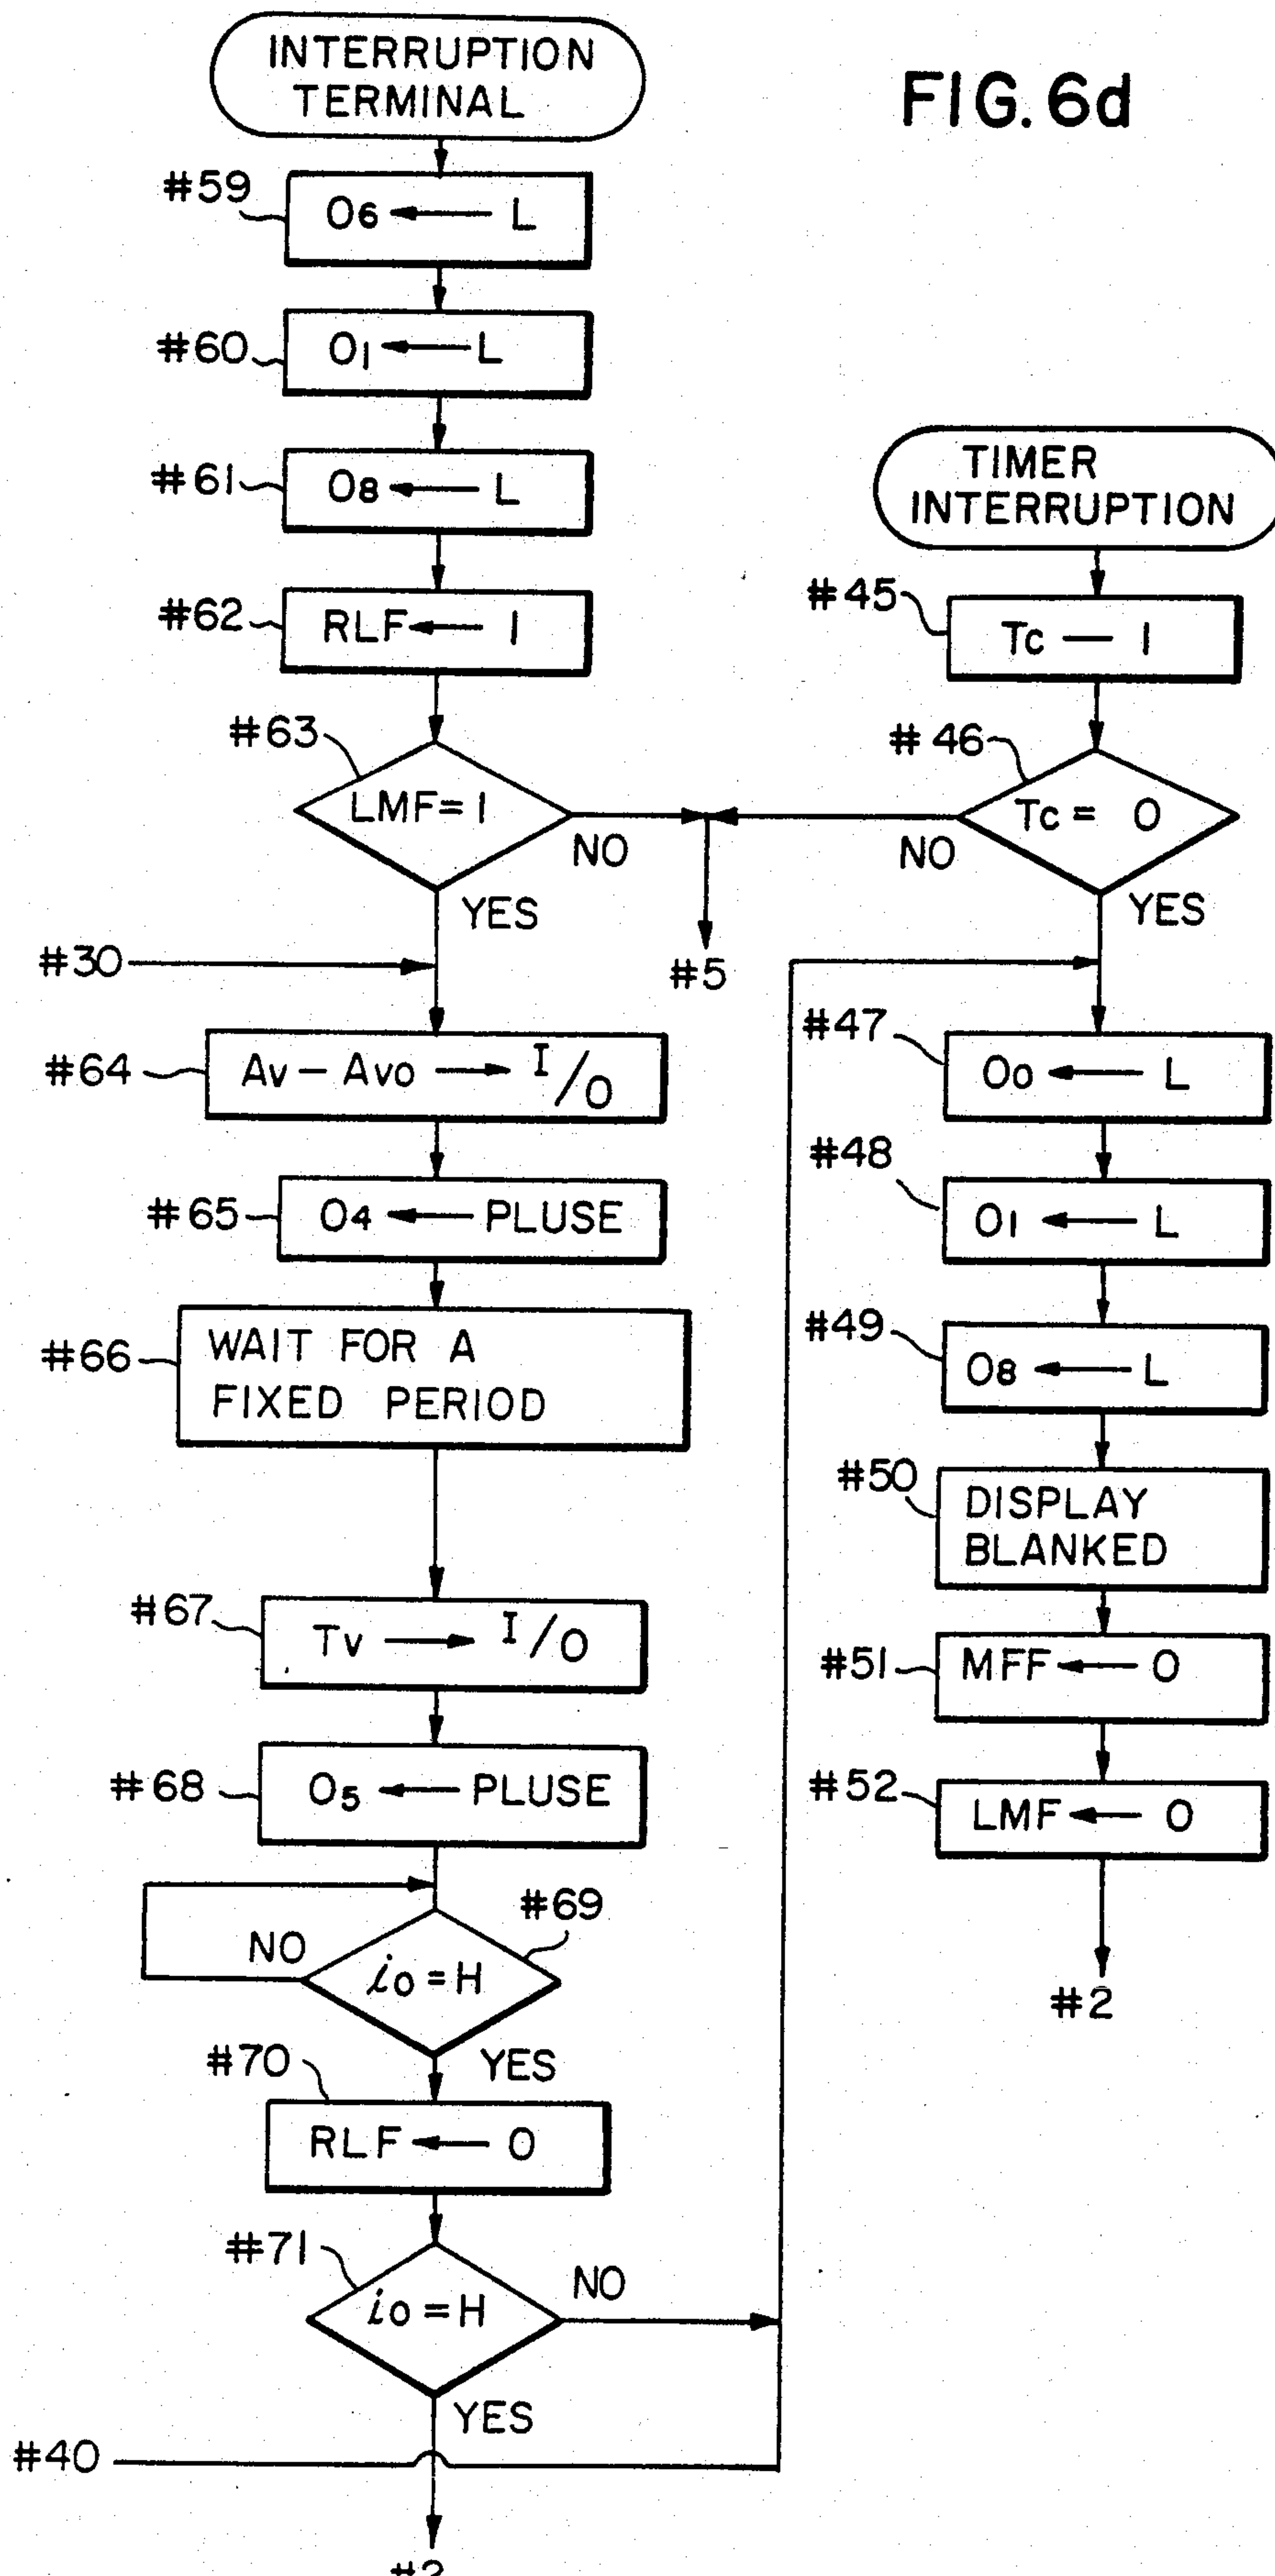 FIG. 6d
INTERRUPTION
TERMINAL
#59
O6 ← L
#60
O1 ← L
#61
O8 ← L
#62
RLF ← 1
#63
LMF = 1
NO
YES
#30
#5
#64
Av − Avo → I/O
#65
O4 ← PLUSE
#66
WAIT FOR A
FIXED PERIOD
#67
Tv → I/O
#68
O5 ← PLUSE
#69
NO
io = H
YES
#70
RLF ← 0
#71
io = H
NO
YES
#40
TIMER
INTERRUPTION
#45
Tc — 1
#46
Tc = 0
NO
YES
#47
O0 ← L
#48
O1 ← L
#49
O8 ← L
#50
DISPLAY
BLANKED
#51
MFF ← 0
#52
LMF ← 0
#2